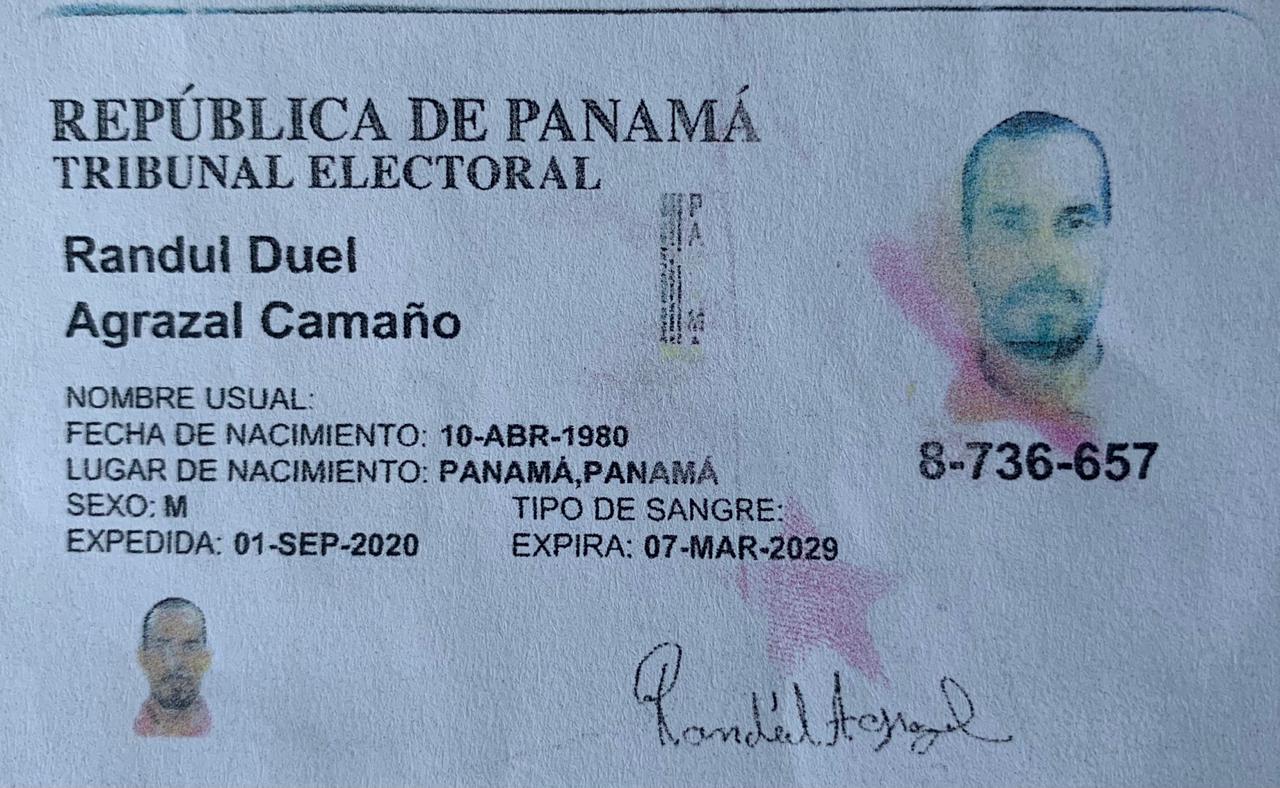 REPÚBLICA DE PANAMÁ
TRIBUNAL ELECTORAL
Randul Duel
Agrazal Camaño
NOMBRE USUAL:
FECHA DE NACIMIENTO: 10-ABR-1980
LUGAR DE NACIMIENTO: PANAMÁ,PANAMÁ
SEXO: M TIPO DE SANGRE:
EXPEDIDA: 01-SEP-2020 EXPIRA: 07-MAR-2029
8-736-657
Randúl Agrazal